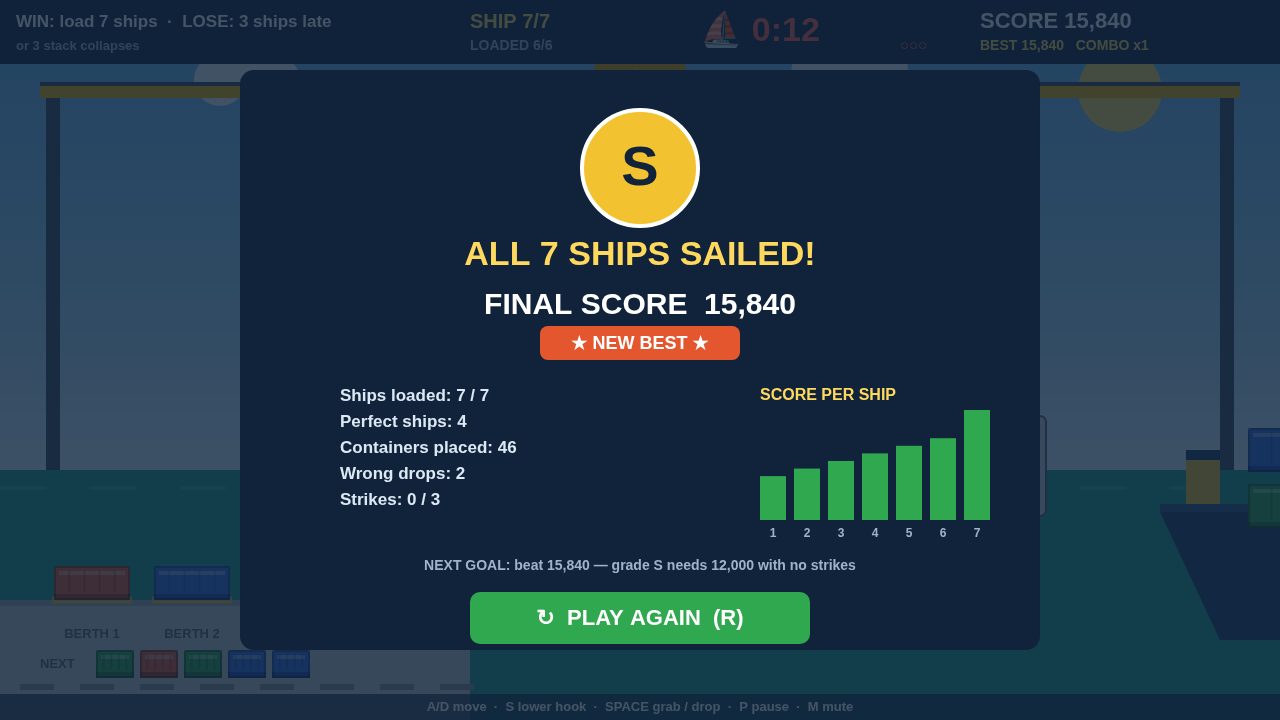 WIN: load 7 ships · LOSE: 3 ships late
or 3 stack collapses
SHIP 7/7
LOADED 6/6
0:12
SCORE 15,840
BEST 15,840 COMBO x1
S
ALL 7 SHIPS SAILED!
FINAL SCORE 15,840
★ NEW BEST ★
Ships loaded: 7 / 7
Perfect ships: 4
Containers placed: 46
Wrong drops: 2
Strikes: 0 / 3
SCORE PER SHIP
1 2 3 4 5 6 7
NEXT GOAL: beat 15,840 — grade S needs 12,000 with no strikes
↻ PLAY AGAIN (R)
BERTH 1 BERTH 2
NEXT
A/D move · S lower hook · SPACE grab / drop · P pause · M mute